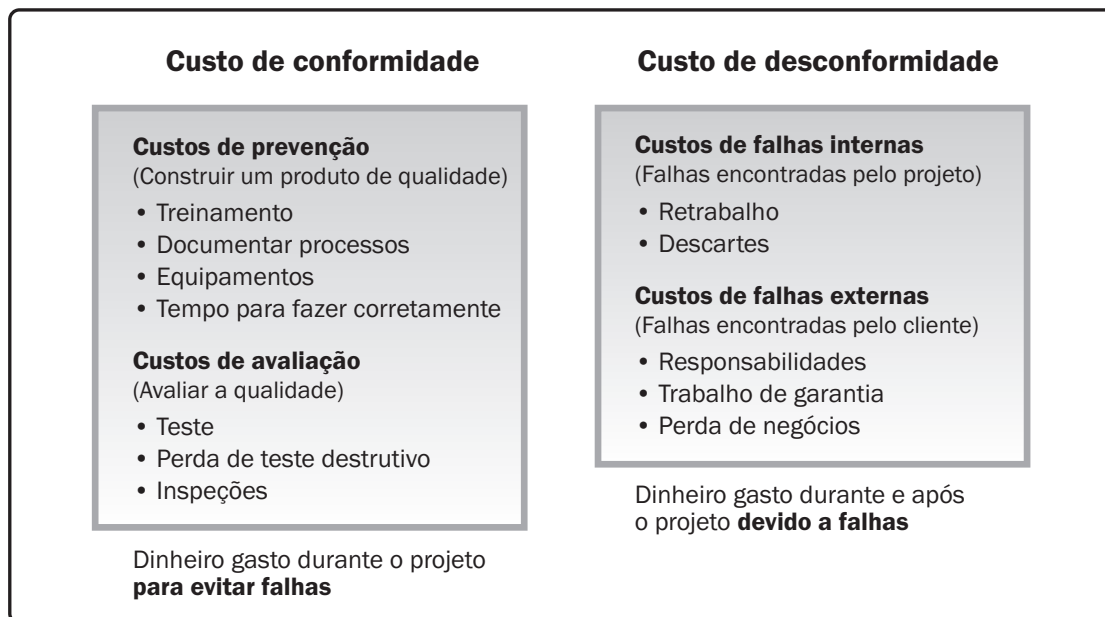 Custo de conformidade
Custos de prevenção
(Construir um produto de qualidade)
• Treinamento
• Documentar processos
• Equipamentos
• Tempo para fazer corretamente
Custos de avaliação
(Avaliar a qualidade)
• Teste
• Perda de teste destrutivo
• Inspeções
Dinheiro gasto durante o projeto
para evitar falhas
Custo de desconformidade
Custos de falhas internas
(Falhas encontradas pelo projeto)
• Retrabalho
• Descartes
Custos de falhas externas
(Falhas encontradas pelo cliente)
• Responsabilidades
• Trabalho de garantia
• Perda de negócios
Dinheiro gasto durante e após
o projeto devido a falhas